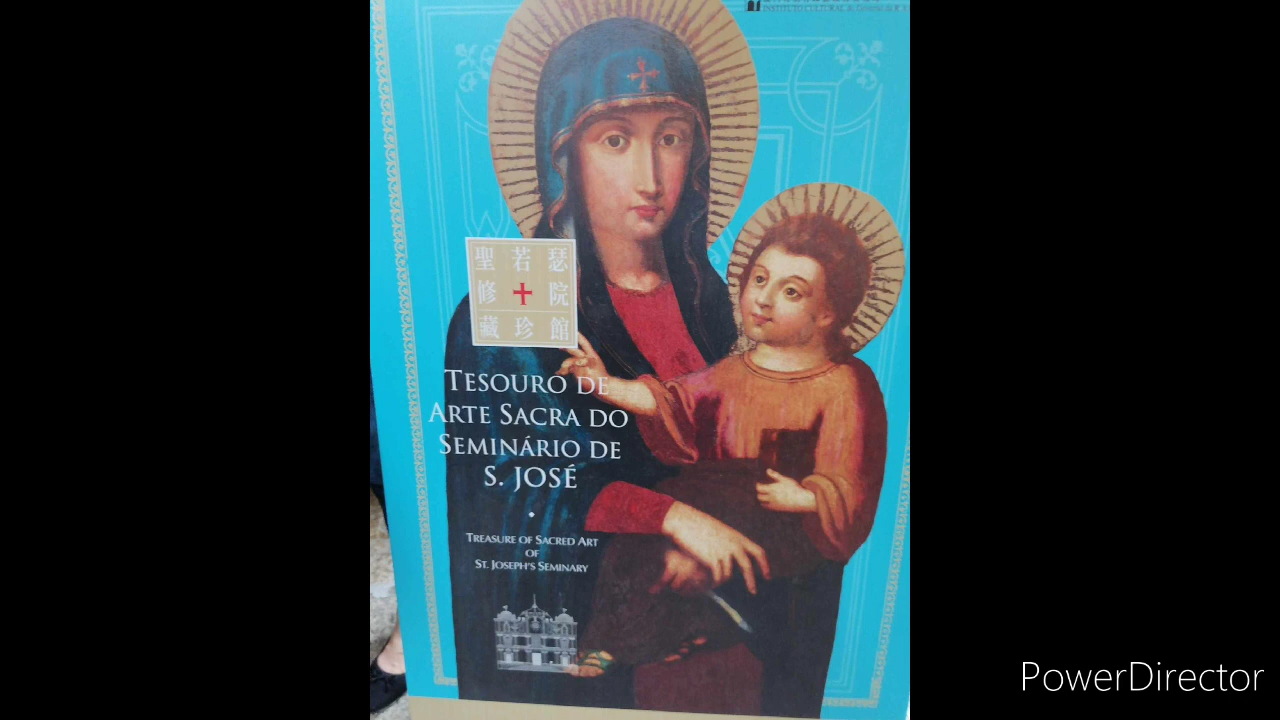 聖若瑟
修院
藏珍館
TESOURO DE
ARTE SACRA DO
SEMINÁRIO DE
S. JOSÉ
TREASURE OF SACRED ART
OF
ST. JOSEPH'S SEMINARY
PowerDirector